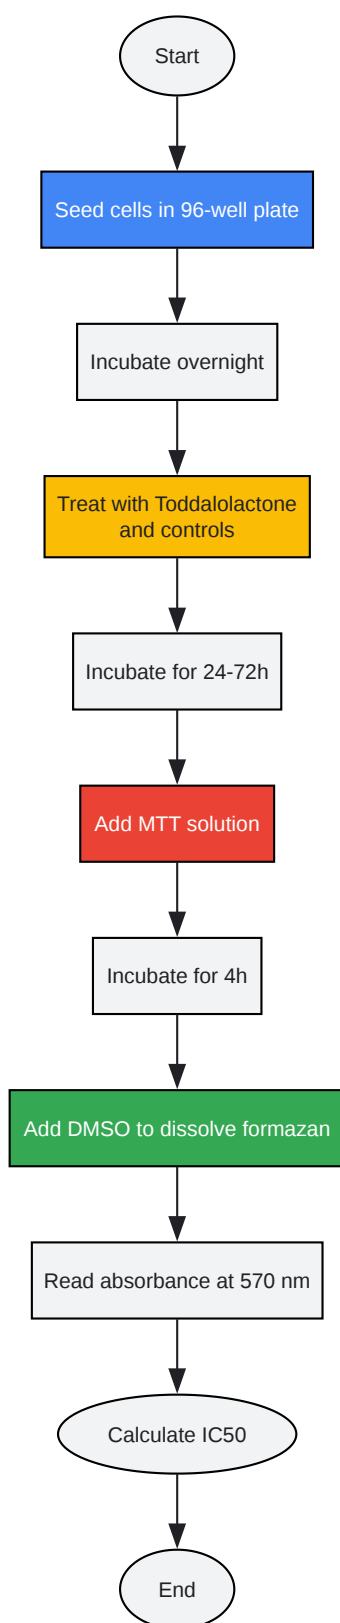 Start
Seed cells in 96-well plate
Incubate overnight
Treat with Toddalolactone
and controls
Incubate for 24-72h
Add MTT solution
Incubate for 4h
Add DMSO to dissolve formazan
Read absorbance at 570 nm
Calculate IC50
End